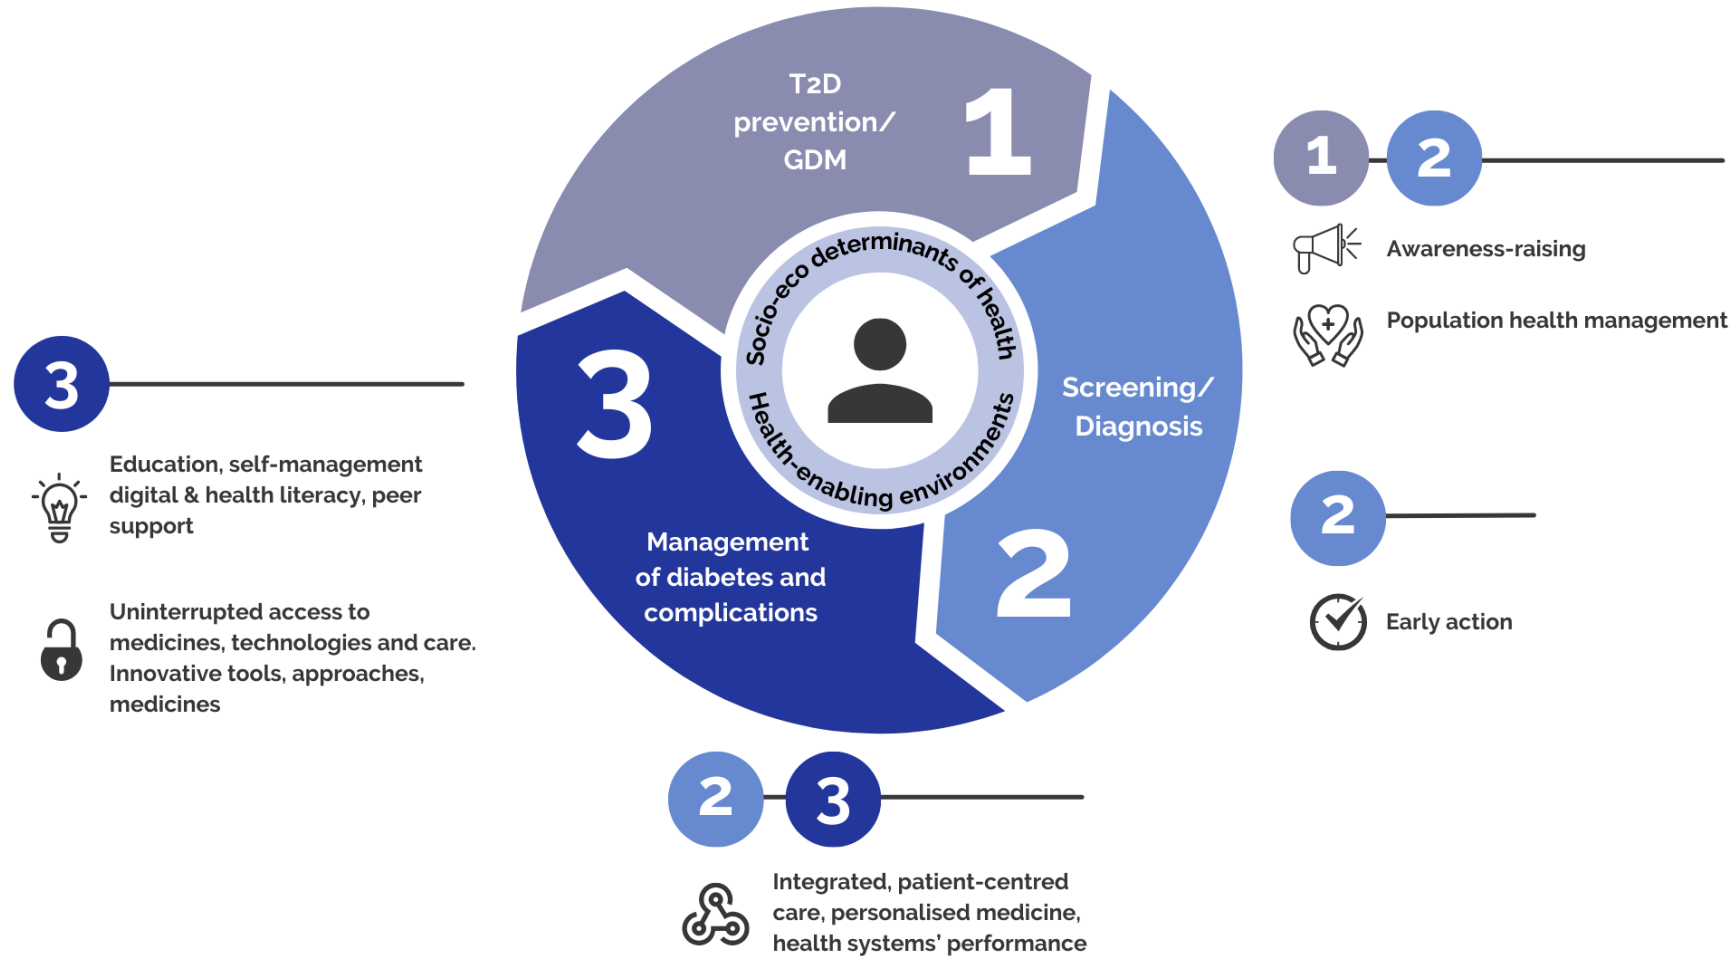 T2D
prevention/
GDM
1
Socio-eco determinants of health
Health-enabling environments
Screening/
Diagnosis
2
3
Management
of diabetes and
complications
1 2
Awareness-raising
Population health management
2
Early action
3
Education, self-management
digital & health literacy, peer
support
Uninterrupted access to
medicines, technologies and care.
Innovative tools, approaches,
medicines
2 3
Integrated, patient-centred
care, personalised medicine,
health systems’ performance